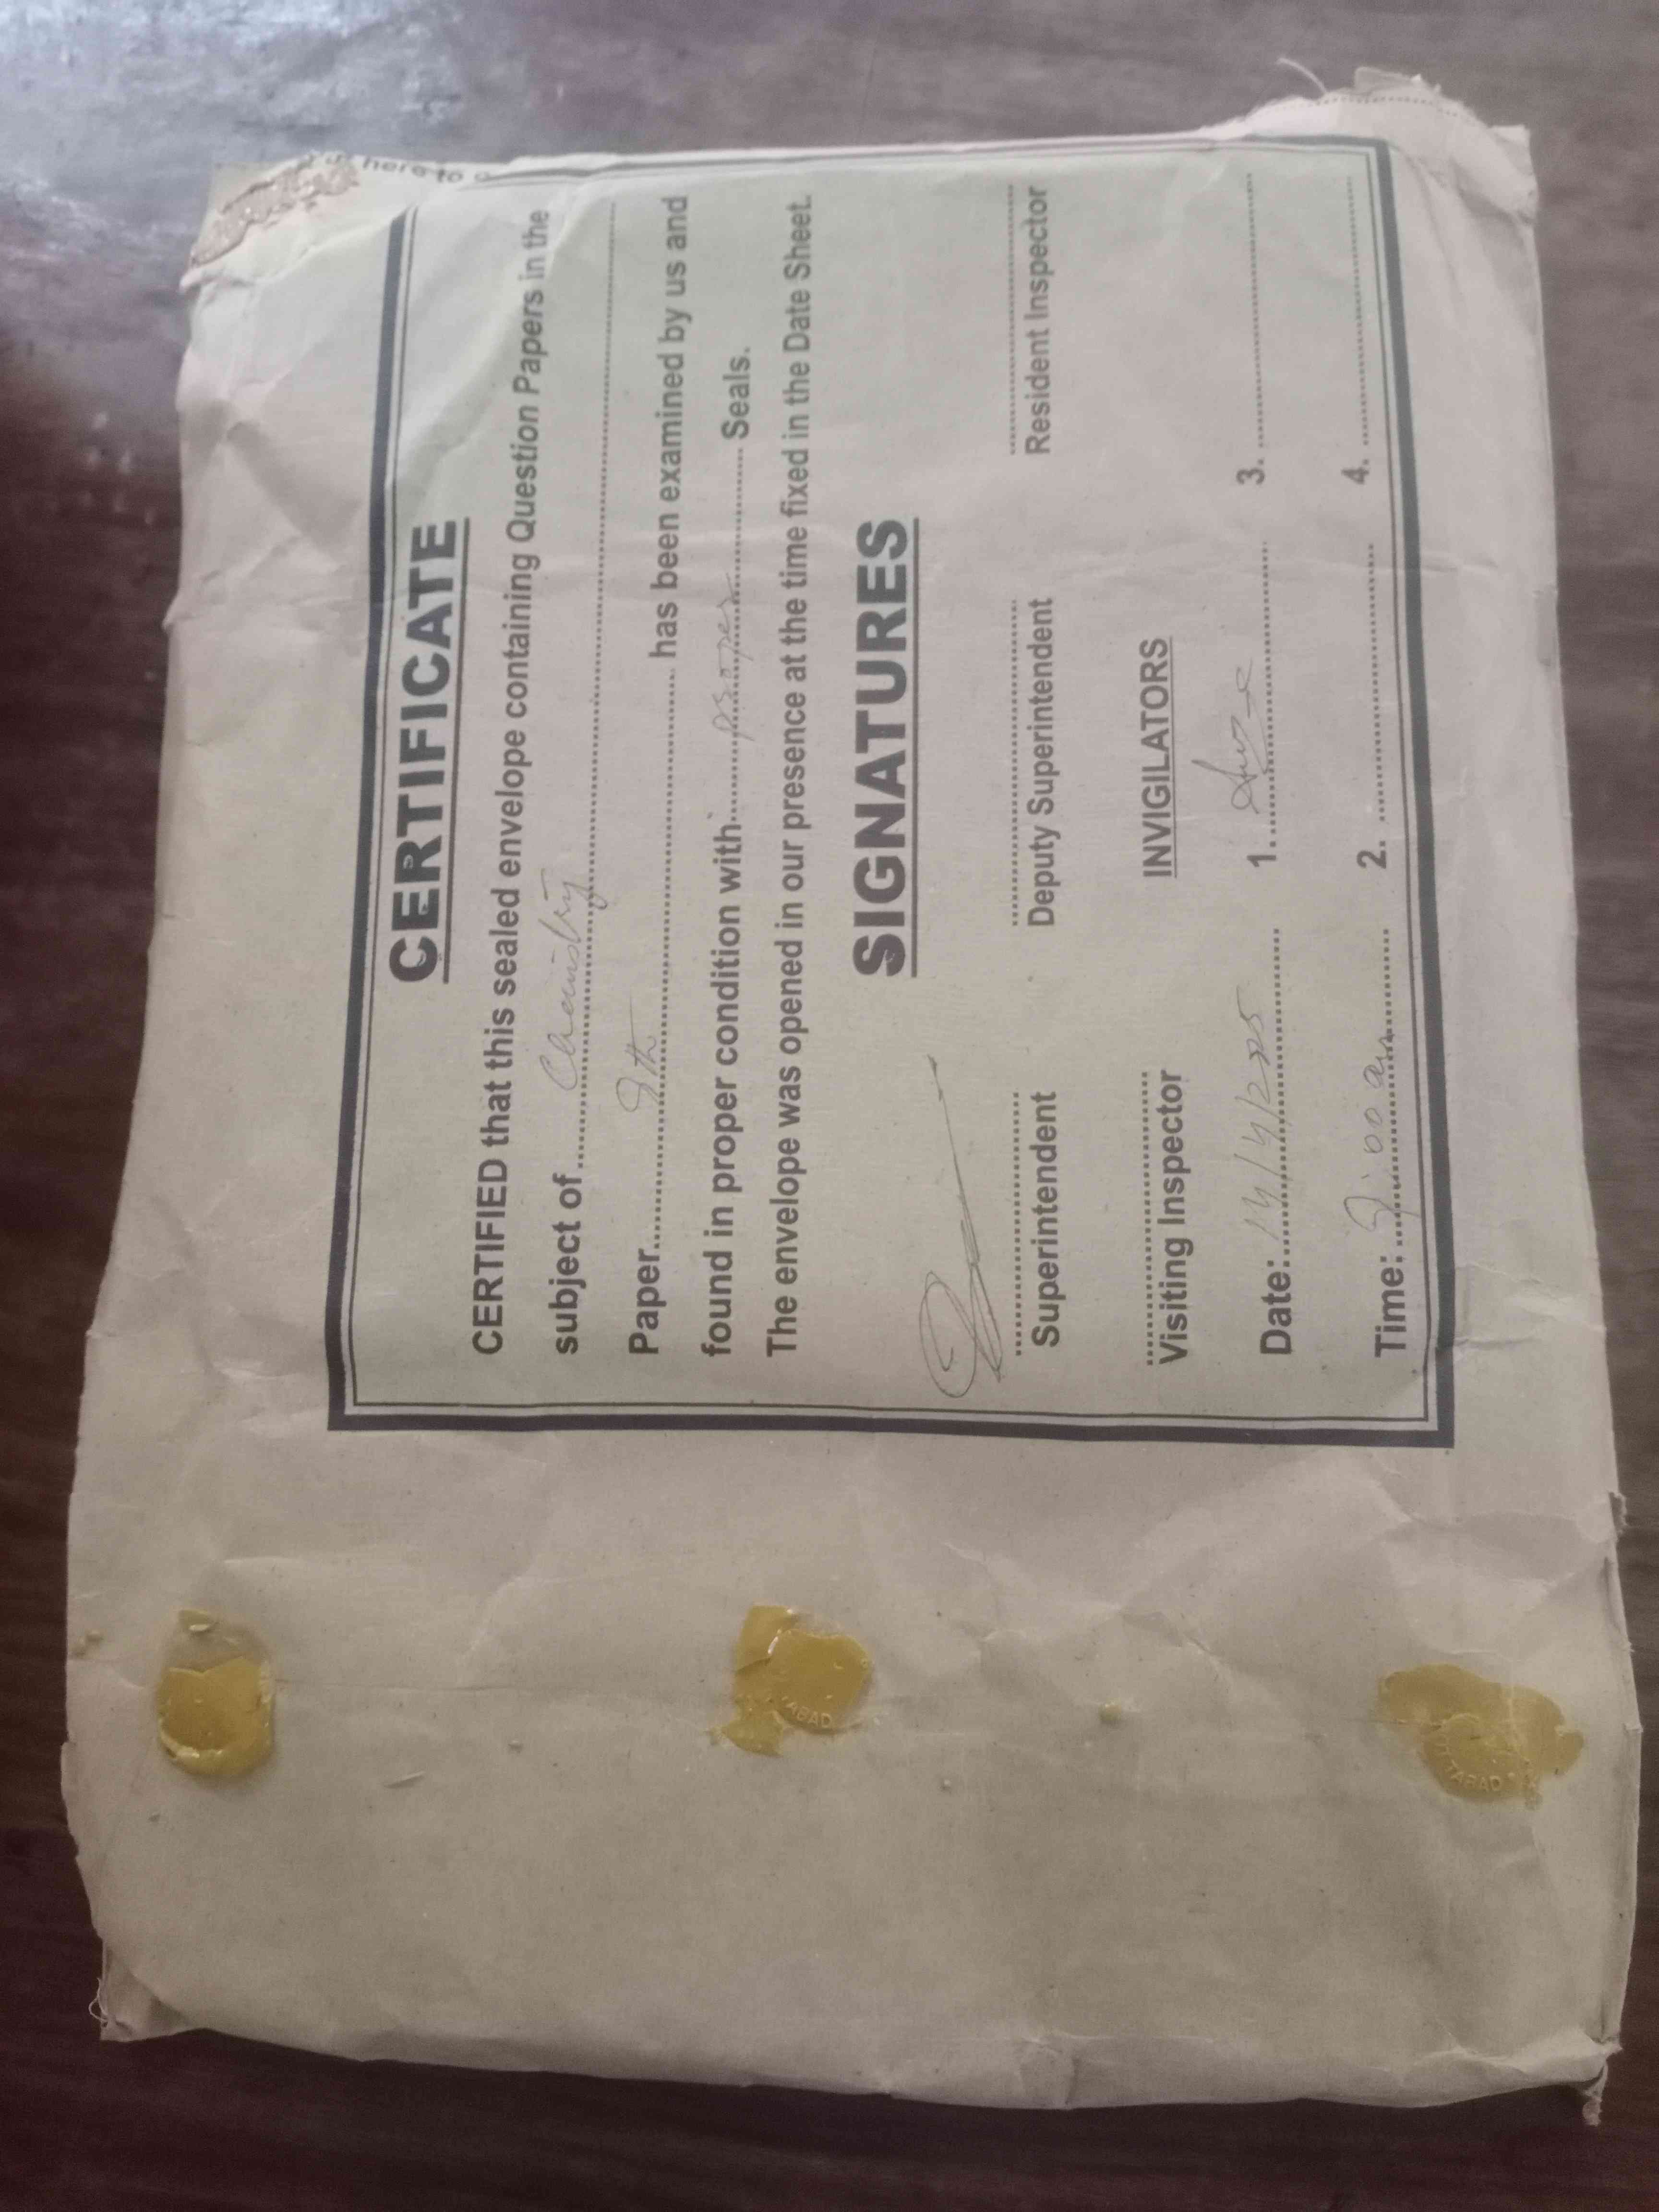 here to
CERTIFICATE
CERTIFIED that this sealed envelope containing Question Papers in the
subject of Chemistry
Paper 9th has been examined by us and
found in proper condition with proper Seals.
The envelope was opened in our presence at the time fixed in the Date Sheet.
SIGNATURES
Superintendent Deputy Superintendent Resident Inspector
Visiting Inspector INVIGILATORS
Date: 14/4/2025 1. 3.
Time: 9:00 am 2. 4.
ABAD
TABAD